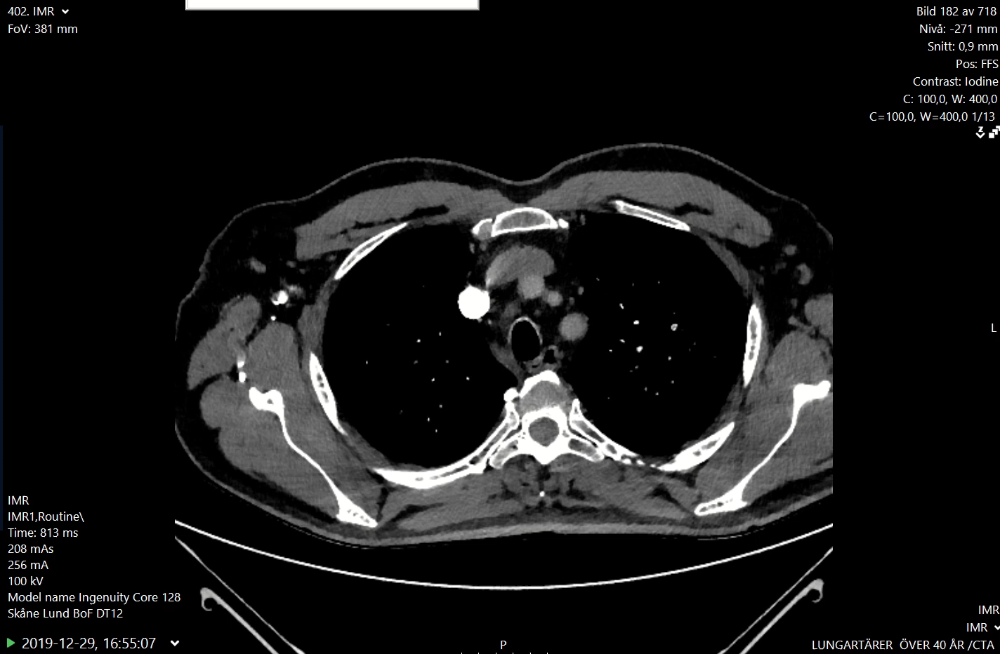 402. IMR
FoV: 381 mm
Bild 182 av 718
Nivå: -271 mm
Snitt: 0,9 mm
Pos: FFS
Contrast: Iodine
C: 100,0, W: 400,0
C=100,0, W=400,0 1/13
z
L
IMR
IMR1,Routine\
Time: 813 ms
208 mAs
256 mA
100 kV
Model name Ingenuity Core 128
Skåne Lund BoF DT12
2019-12-29, 16:55:07
P
IMR
IMR
LUNGARTÄRER ÖVER 40 ÅR /CTA